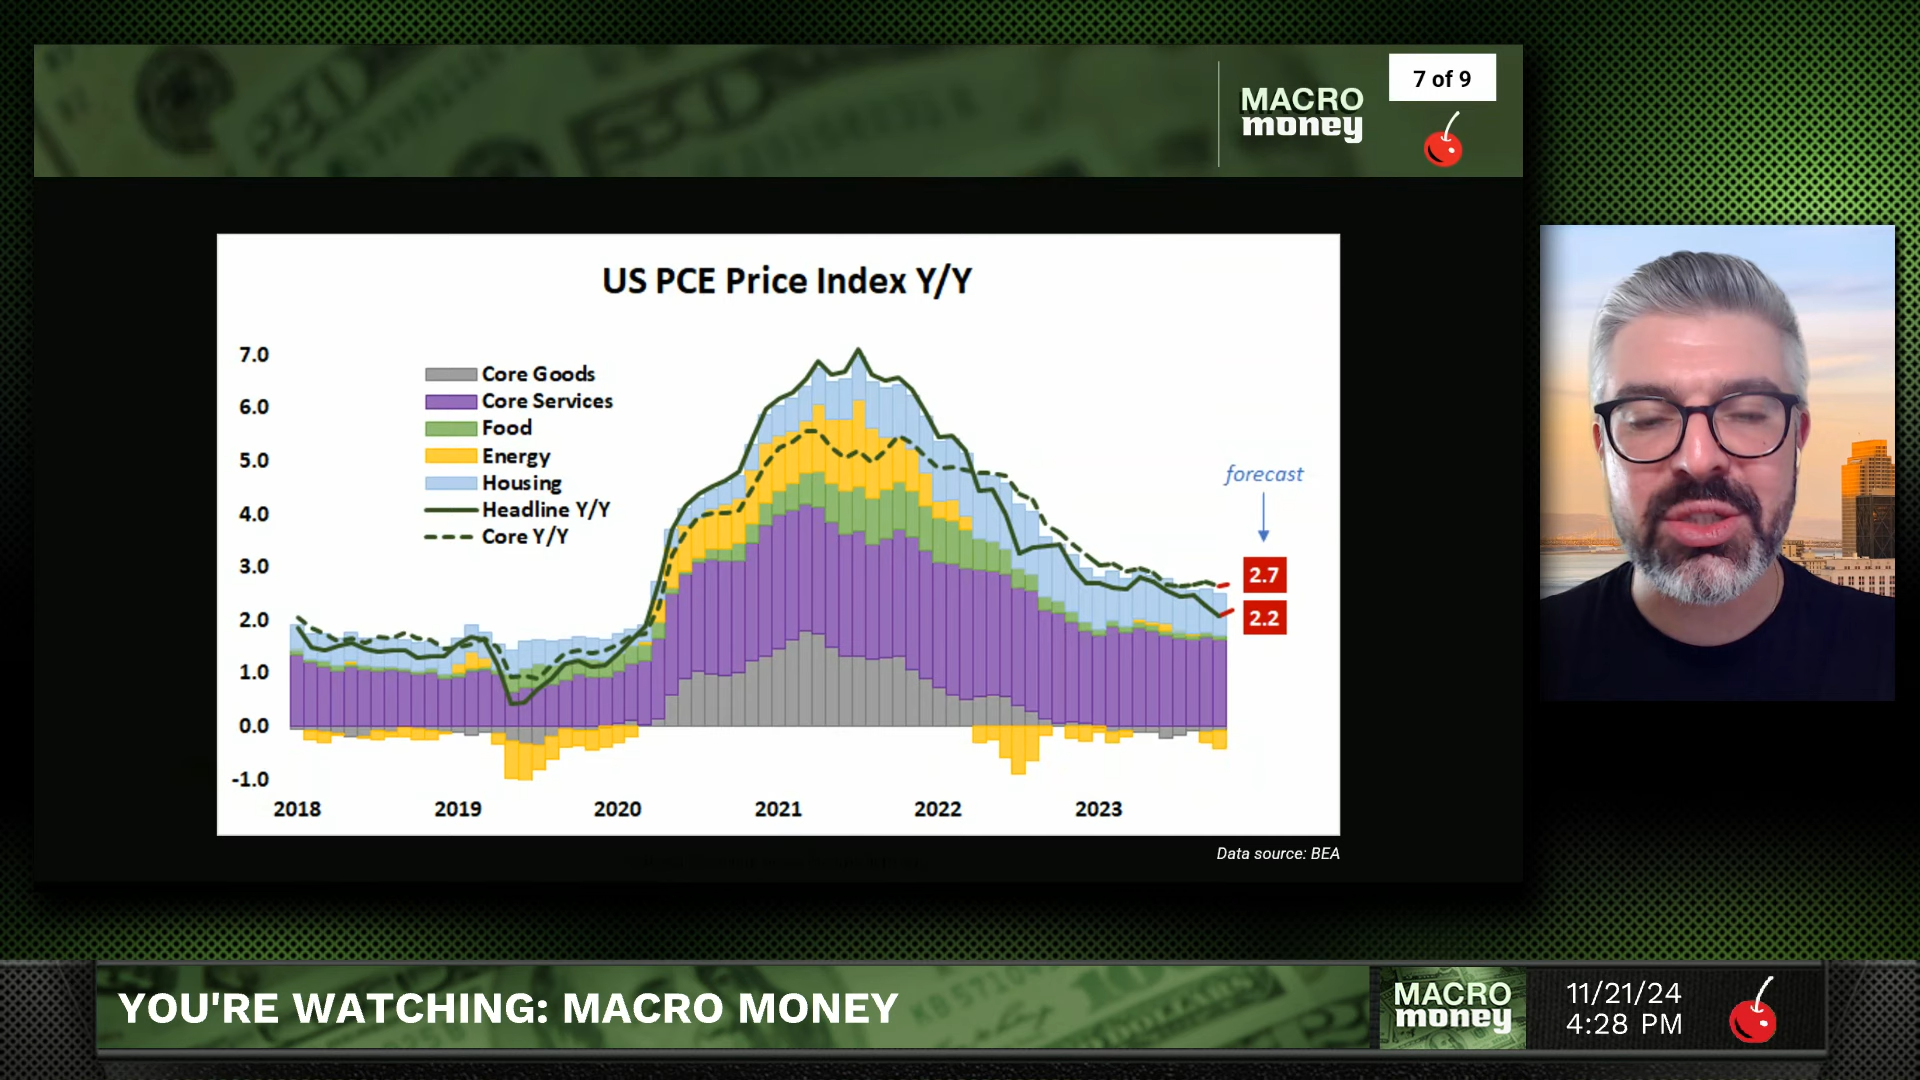 MACRO
money
7 of 9
US PCE Price Index Y/Y
7.0
6.0
5.0
4.0
3.0
2.0
1.0
0.0
-1.0
Core Goods
Core Services
Food
Energy
Housing
Headline Y/Y
Core Y/Y
forecast
2.7
2.2
2018 2019 2020 2021 2022 2023
Data source: BEA
YOU'RE WATCHING: MACRO MONEY
MACRO
money
11/21/24
4:28 PM